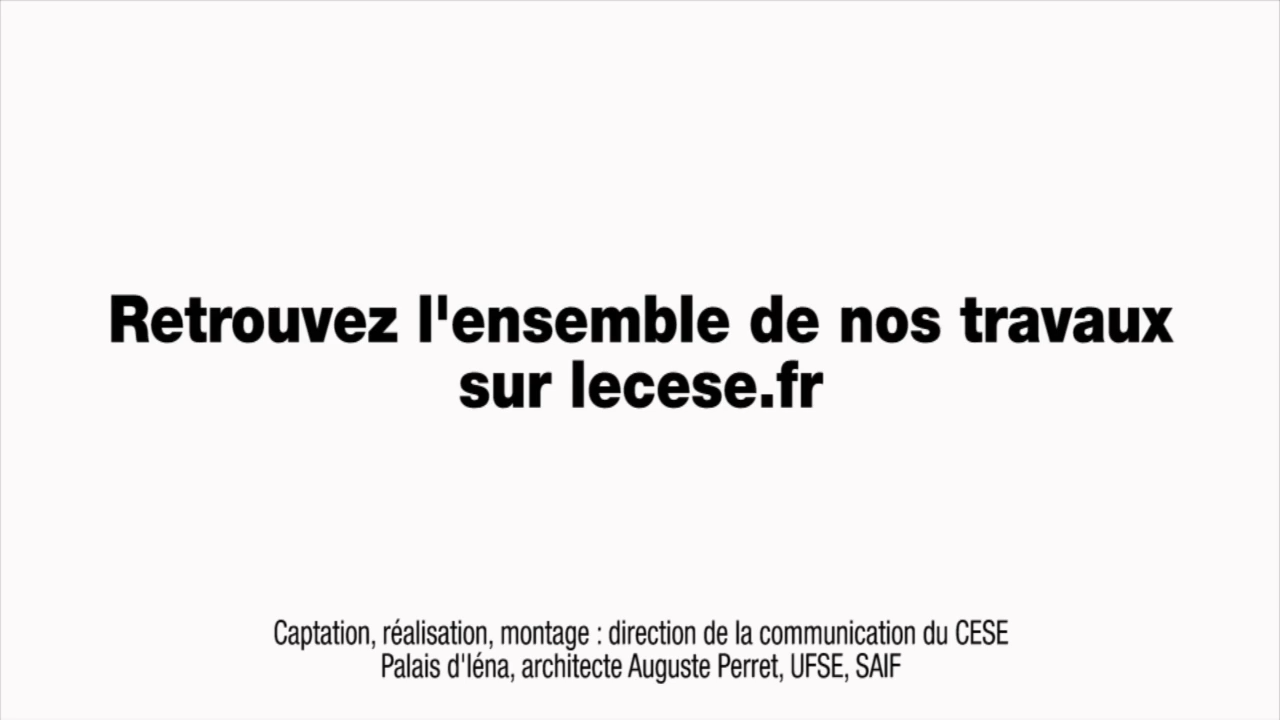 Retrouvez l'ensemble de nos travaux
sur lecese.fr
Captation, réalisation, montage : direction de la communication du CESE
Palais d'Iéna, architecte Auguste Perret, UFSE, SAIF